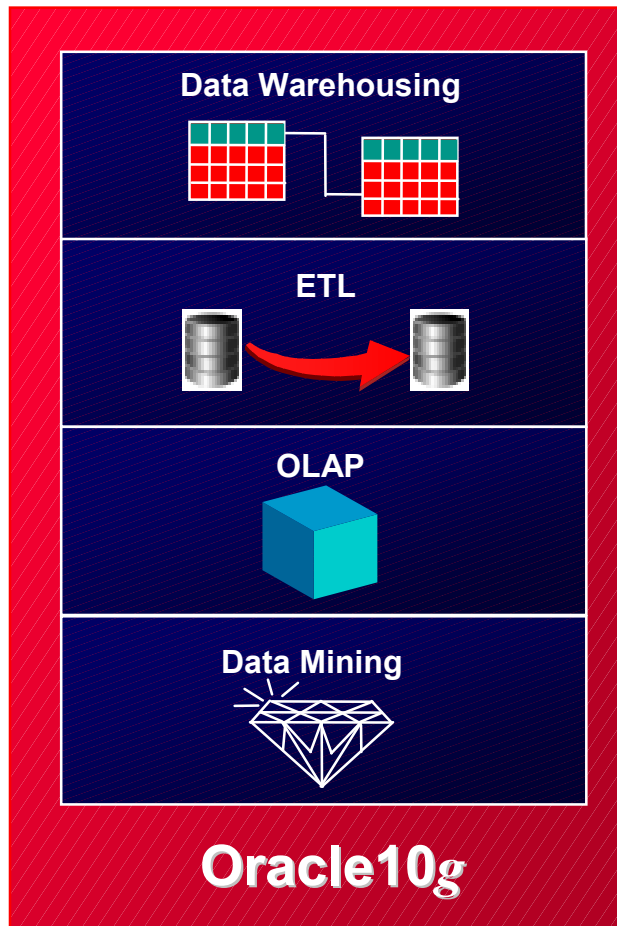 Data Warehousing
ETL
OLAP
Data Mining
Oracle10g